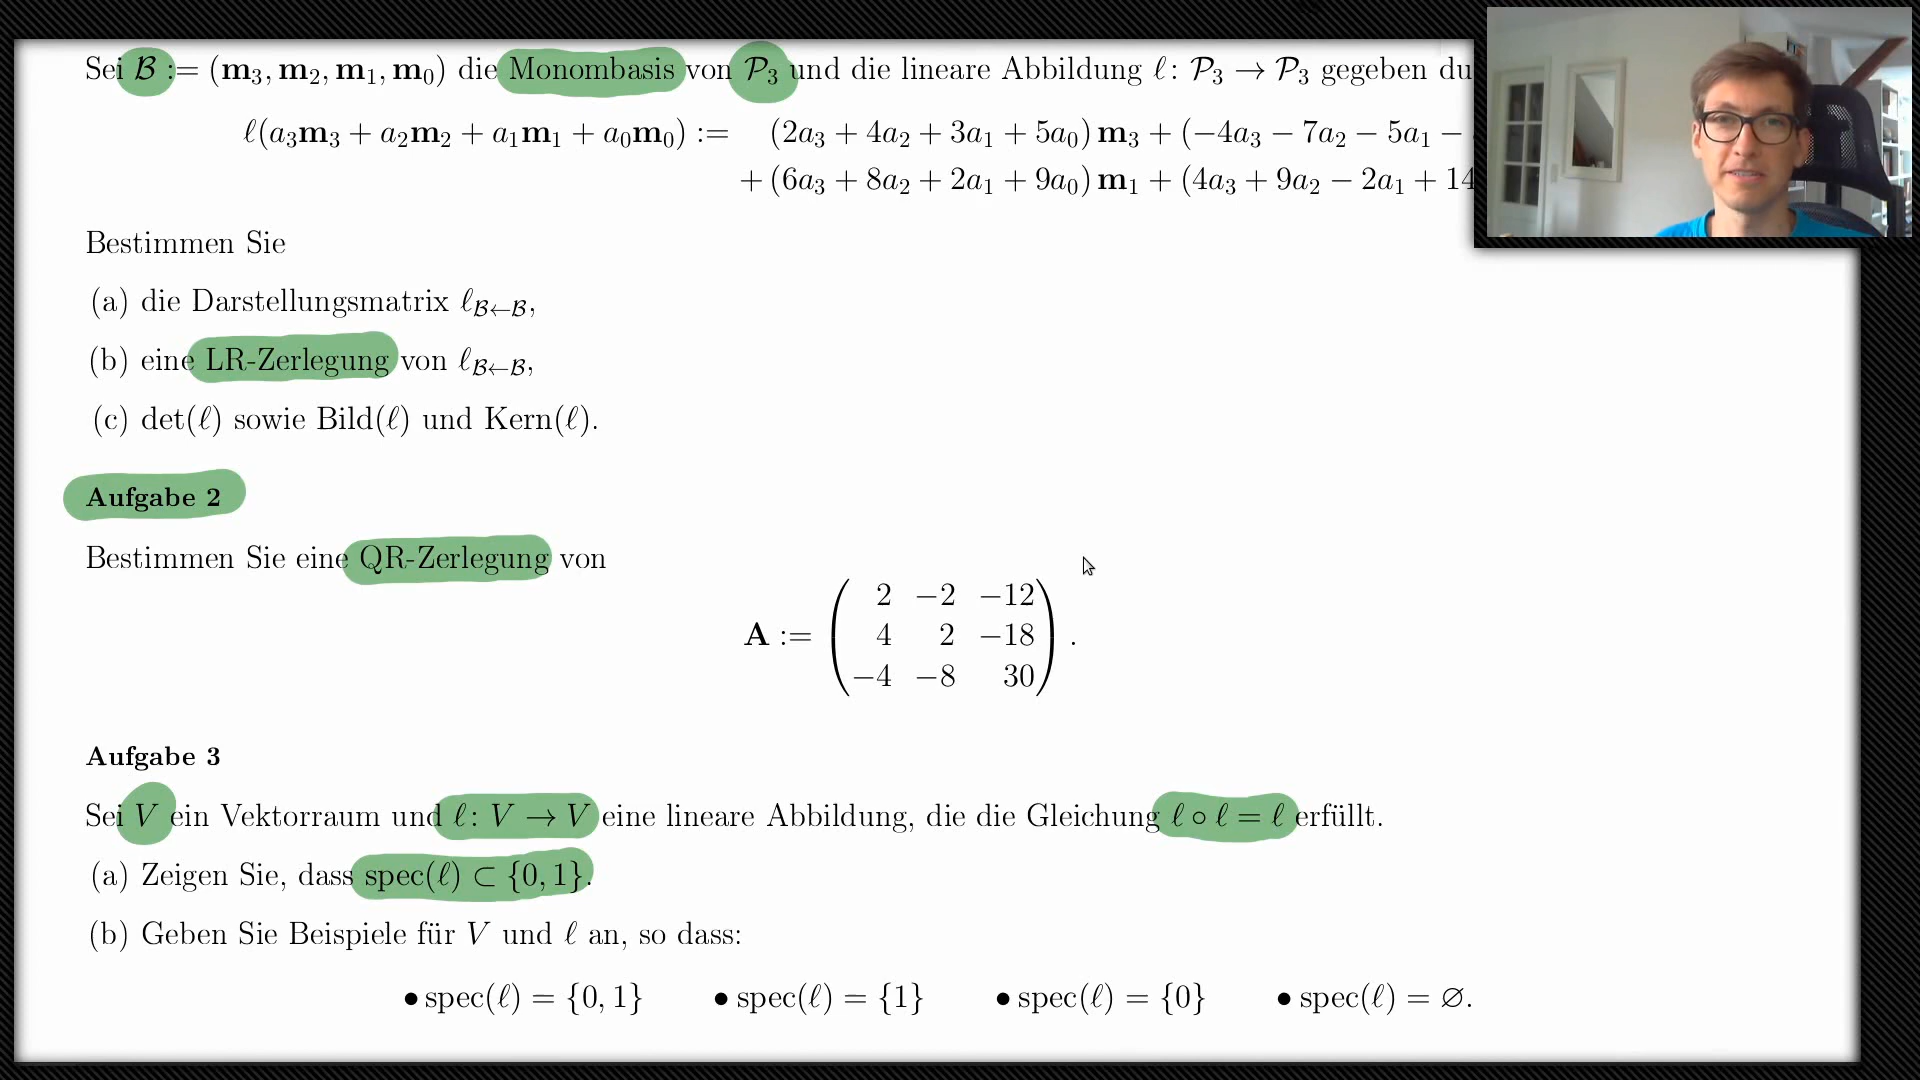 Sei ℬ := (m₃, m₂, m₁, m₀) die Monombasis von 𝒫₃ und die lineare Abbildung ℓ: 𝒫₃ → 𝒫₃ gegeben
ℓ(a₃m₃ + a₂m₂ + a₁m₁ + a₀m₀) := (2a₃ + 4a₂ + 3a₁ + 5a₀) m₃ + (−4a₃ − 7a₂ − 5a₁ −
+ (6a₃ + 8a₂ + 2a₁ + 9a₀) m₁ + (4a₃ + 9a₂ − 2a₁ + 14
Bestimmen Sie
(a) die Darstellungsmatrix ℓ_ℬ←ℬ,
(b) eine LR-Zerlegung von ℓ_ℬ←ℬ,
(c) det(ℓ) sowie Bild(ℓ) und Kern(ℓ).
Aufgabe 2
Bestimmen Sie eine QR-Zerlegung von
2 −2 −12
A := 4 2 −18 .
−4 −8 30
Aufgabe 3
Sei V ein Vektorraum und ℓ: V → V eine lineare Abbildung, die die Gleichung ℓ ∘ ℓ = ℓ erfüllt.
(a) Zeigen Sie, dass spec(ℓ) ⊂ {0, 1}.
(b) Geben Sie Beispiele für V und ℓ an, so dass:
• spec(ℓ) = {0, 1} • spec(ℓ) = {1} • spec(ℓ) = {0} • spec(ℓ) = ∅.